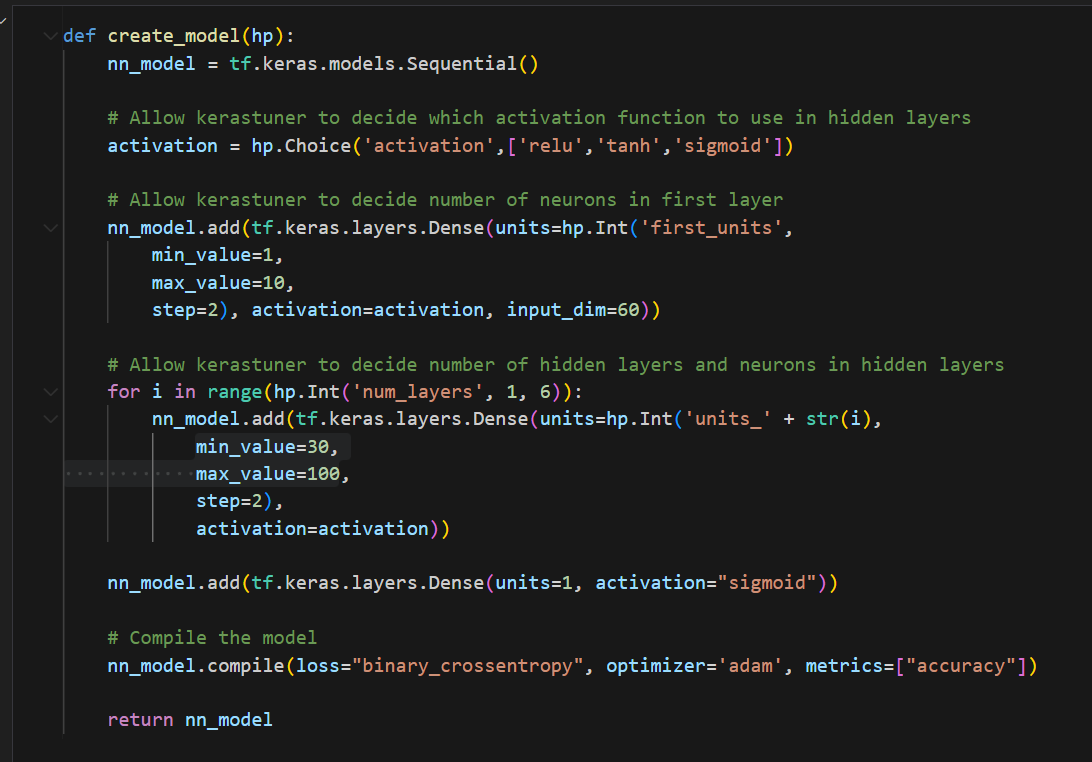 def create_model(hp):
    nn_model = tf.keras.models.Sequential()

    # Allow kerastuner to decide which activation function to use in hidden layers
    activation = hp.Choice('activation',['relu','tanh','sigmoid'])

    # Allow kerastuner to decide number of neurons in first layer
    nn_model.add(tf.keras.layers.Dense(units=hp.Int('first_units',
        min_value=1,
        max_value=10,
        step=2), activation=activation, input_dim=60))

    # Allow kerastuner to decide number of hidden layers and neurons in hidden layers
    for i in range(hp.Int('num_layers', 1, 6)):
        nn_model.add(tf.keras.layers.Dense(units=hp.Int('units_' + str(i),
            min_value=30,
            max_value=100,
            step=2),
            activation=activation))

    nn_model.add(tf.keras.layers.Dense(units=1, activation="sigmoid"))

    # Compile the model
    nn_model.compile(loss="binary_crossentropy", optimizer='adam', metrics=["accuracy"])

    return nn_model